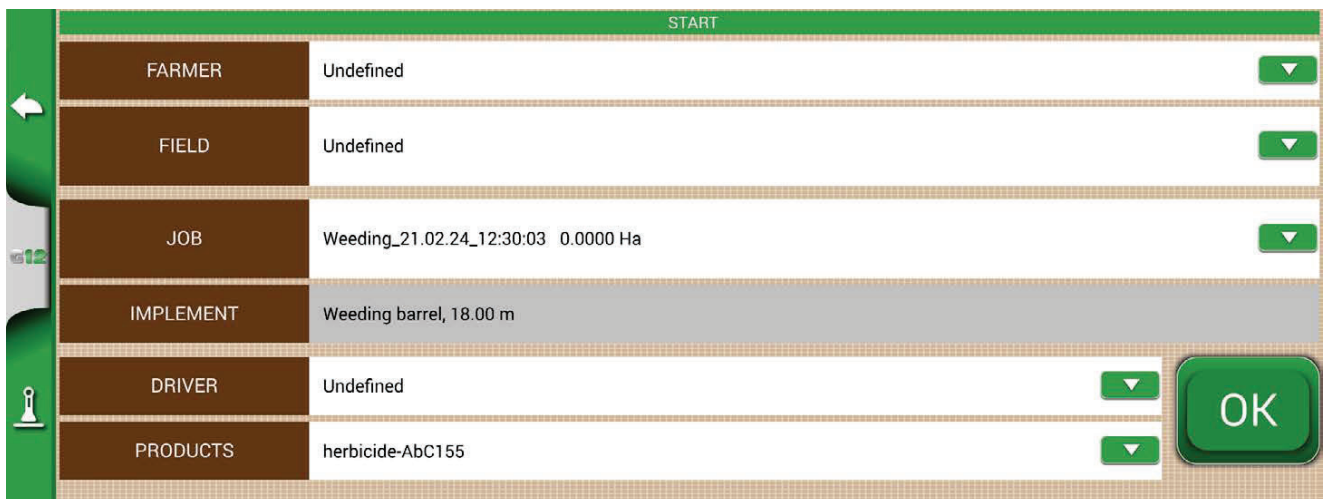 START
FARMER Undefined
FIELD Undefined
G12
JOB Weeding_21.02.24_12:30:03 0.0000 Ha
IMPLEMENT Weeding barrel, 18.00 m
DRIVER Undefined
OK
PRODUCTS herbicide-AbC155